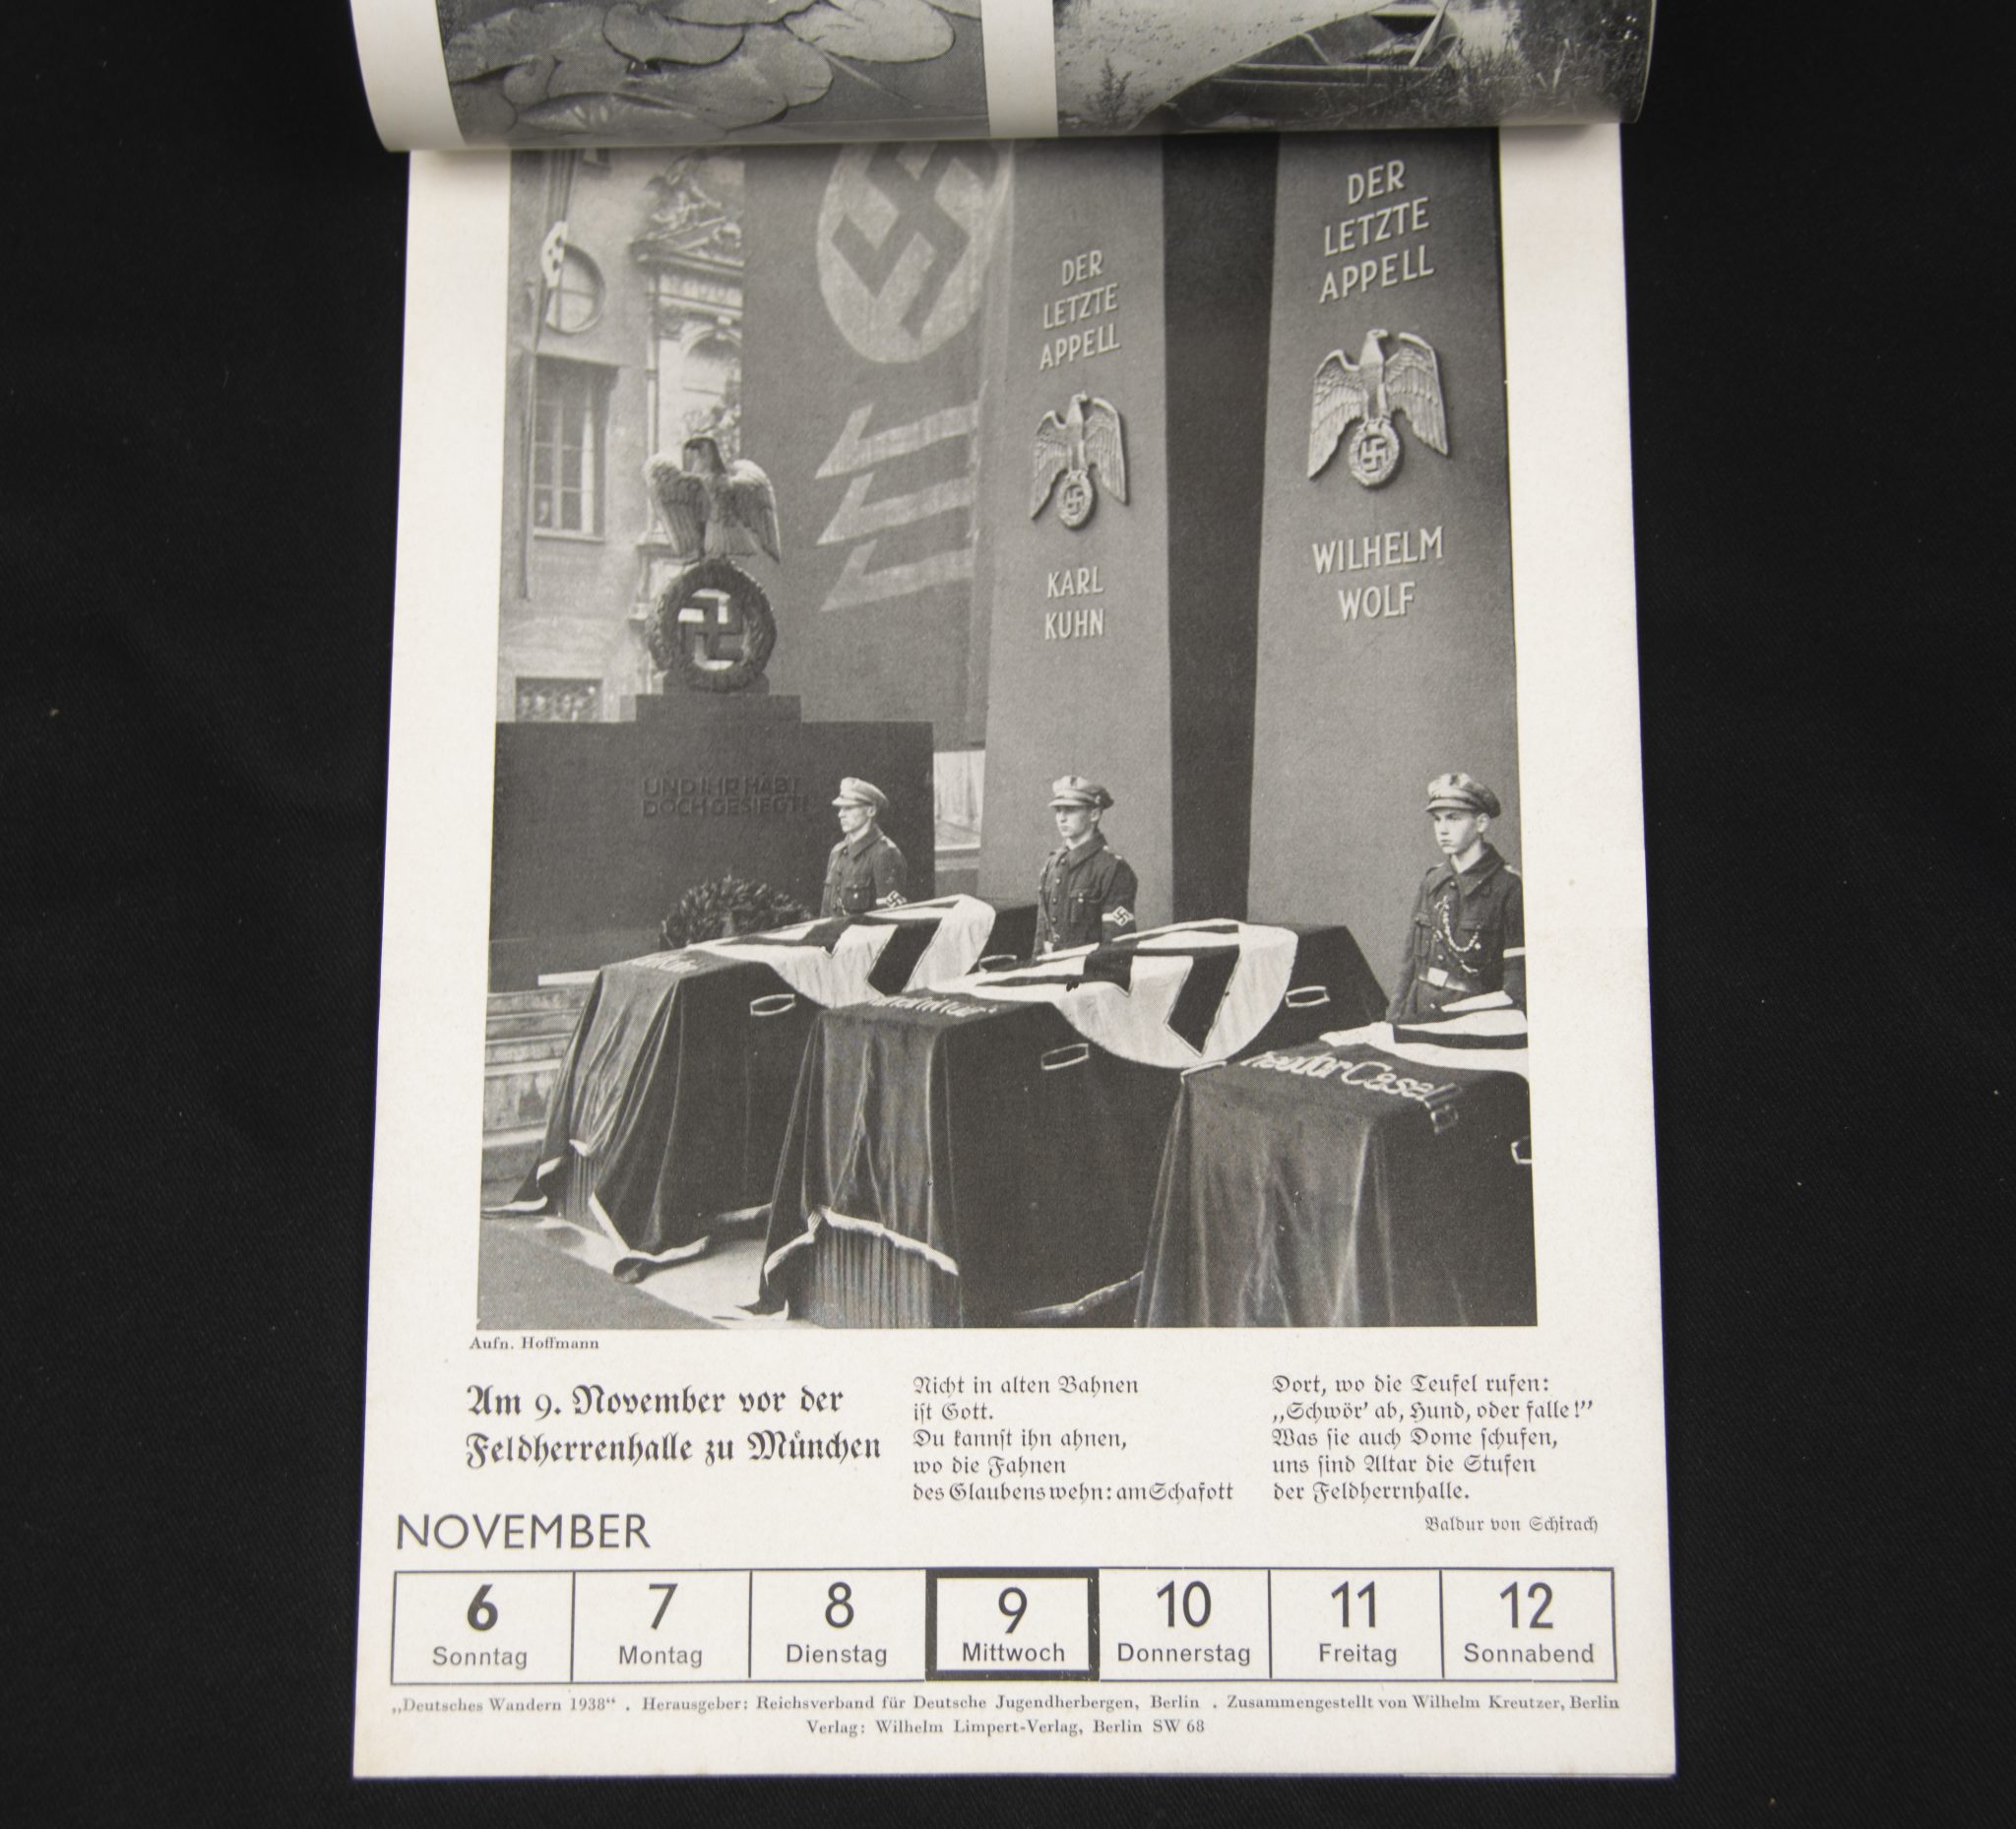 DER
LETZTE
APPELL
KARL
KUHN
DER
LETZTE
APPELL
WILHELM
WOLF
UND IHR HABT
DOCH GESIEGT!
Casel
Aufn. Hoffmann
Am 9. November vor der
Feldherrenhalle zu München
Nicht in alten Bahnen
ist Gott.
Du kannst ihn ahnen,
wo die Fahnen
des Glaubens wehn: am Schafott
Dort, wo die Teufel rufen:
„Schwör' ab, Hund, oder falle!"
Was sie auch Dome schufen,
uns sind Altar die Stufen
der Feldherrnhalle.
Baldur von Schirach
NOVEMBER
6 7 8 9 10 11 12
Sonntag Montag Dienstag Mittwoch Donnerstag Freitag Sonnabend
„Deutsches Wandern 1938“ . Herausgeber: Reichsverband für Deutsche Jugendherbergen, Berlin . Zusammengestellt von Wilhelm Kreutzer, Berlin
Verlag: Wilhelm Limpert-Verlag, Berlin SW 68